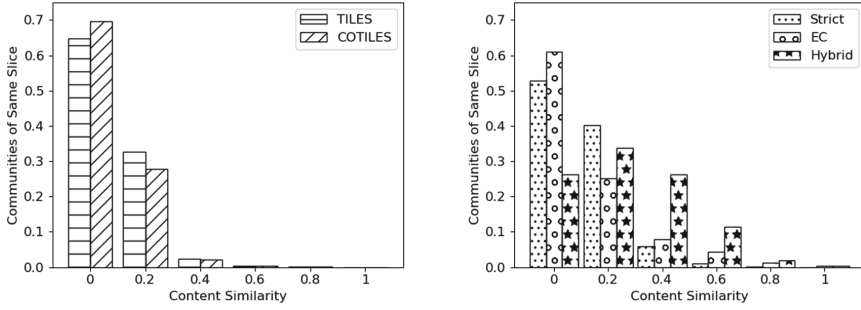 TILES
COTILES
Communities of Same Slice
0.7
0.6
0.5
0.4
0.3
0.2
0.1
0.0
0 0.2 0.4 0.6 0.8 1
Content Similarity
Strict
EC
Hybrid
Communities of Same Slice
0.7
0.6
0.5
0.4
0.3
0.2
0.1
0.0
0 0.2 0.4 0.6 0.8 1
Content Similarity